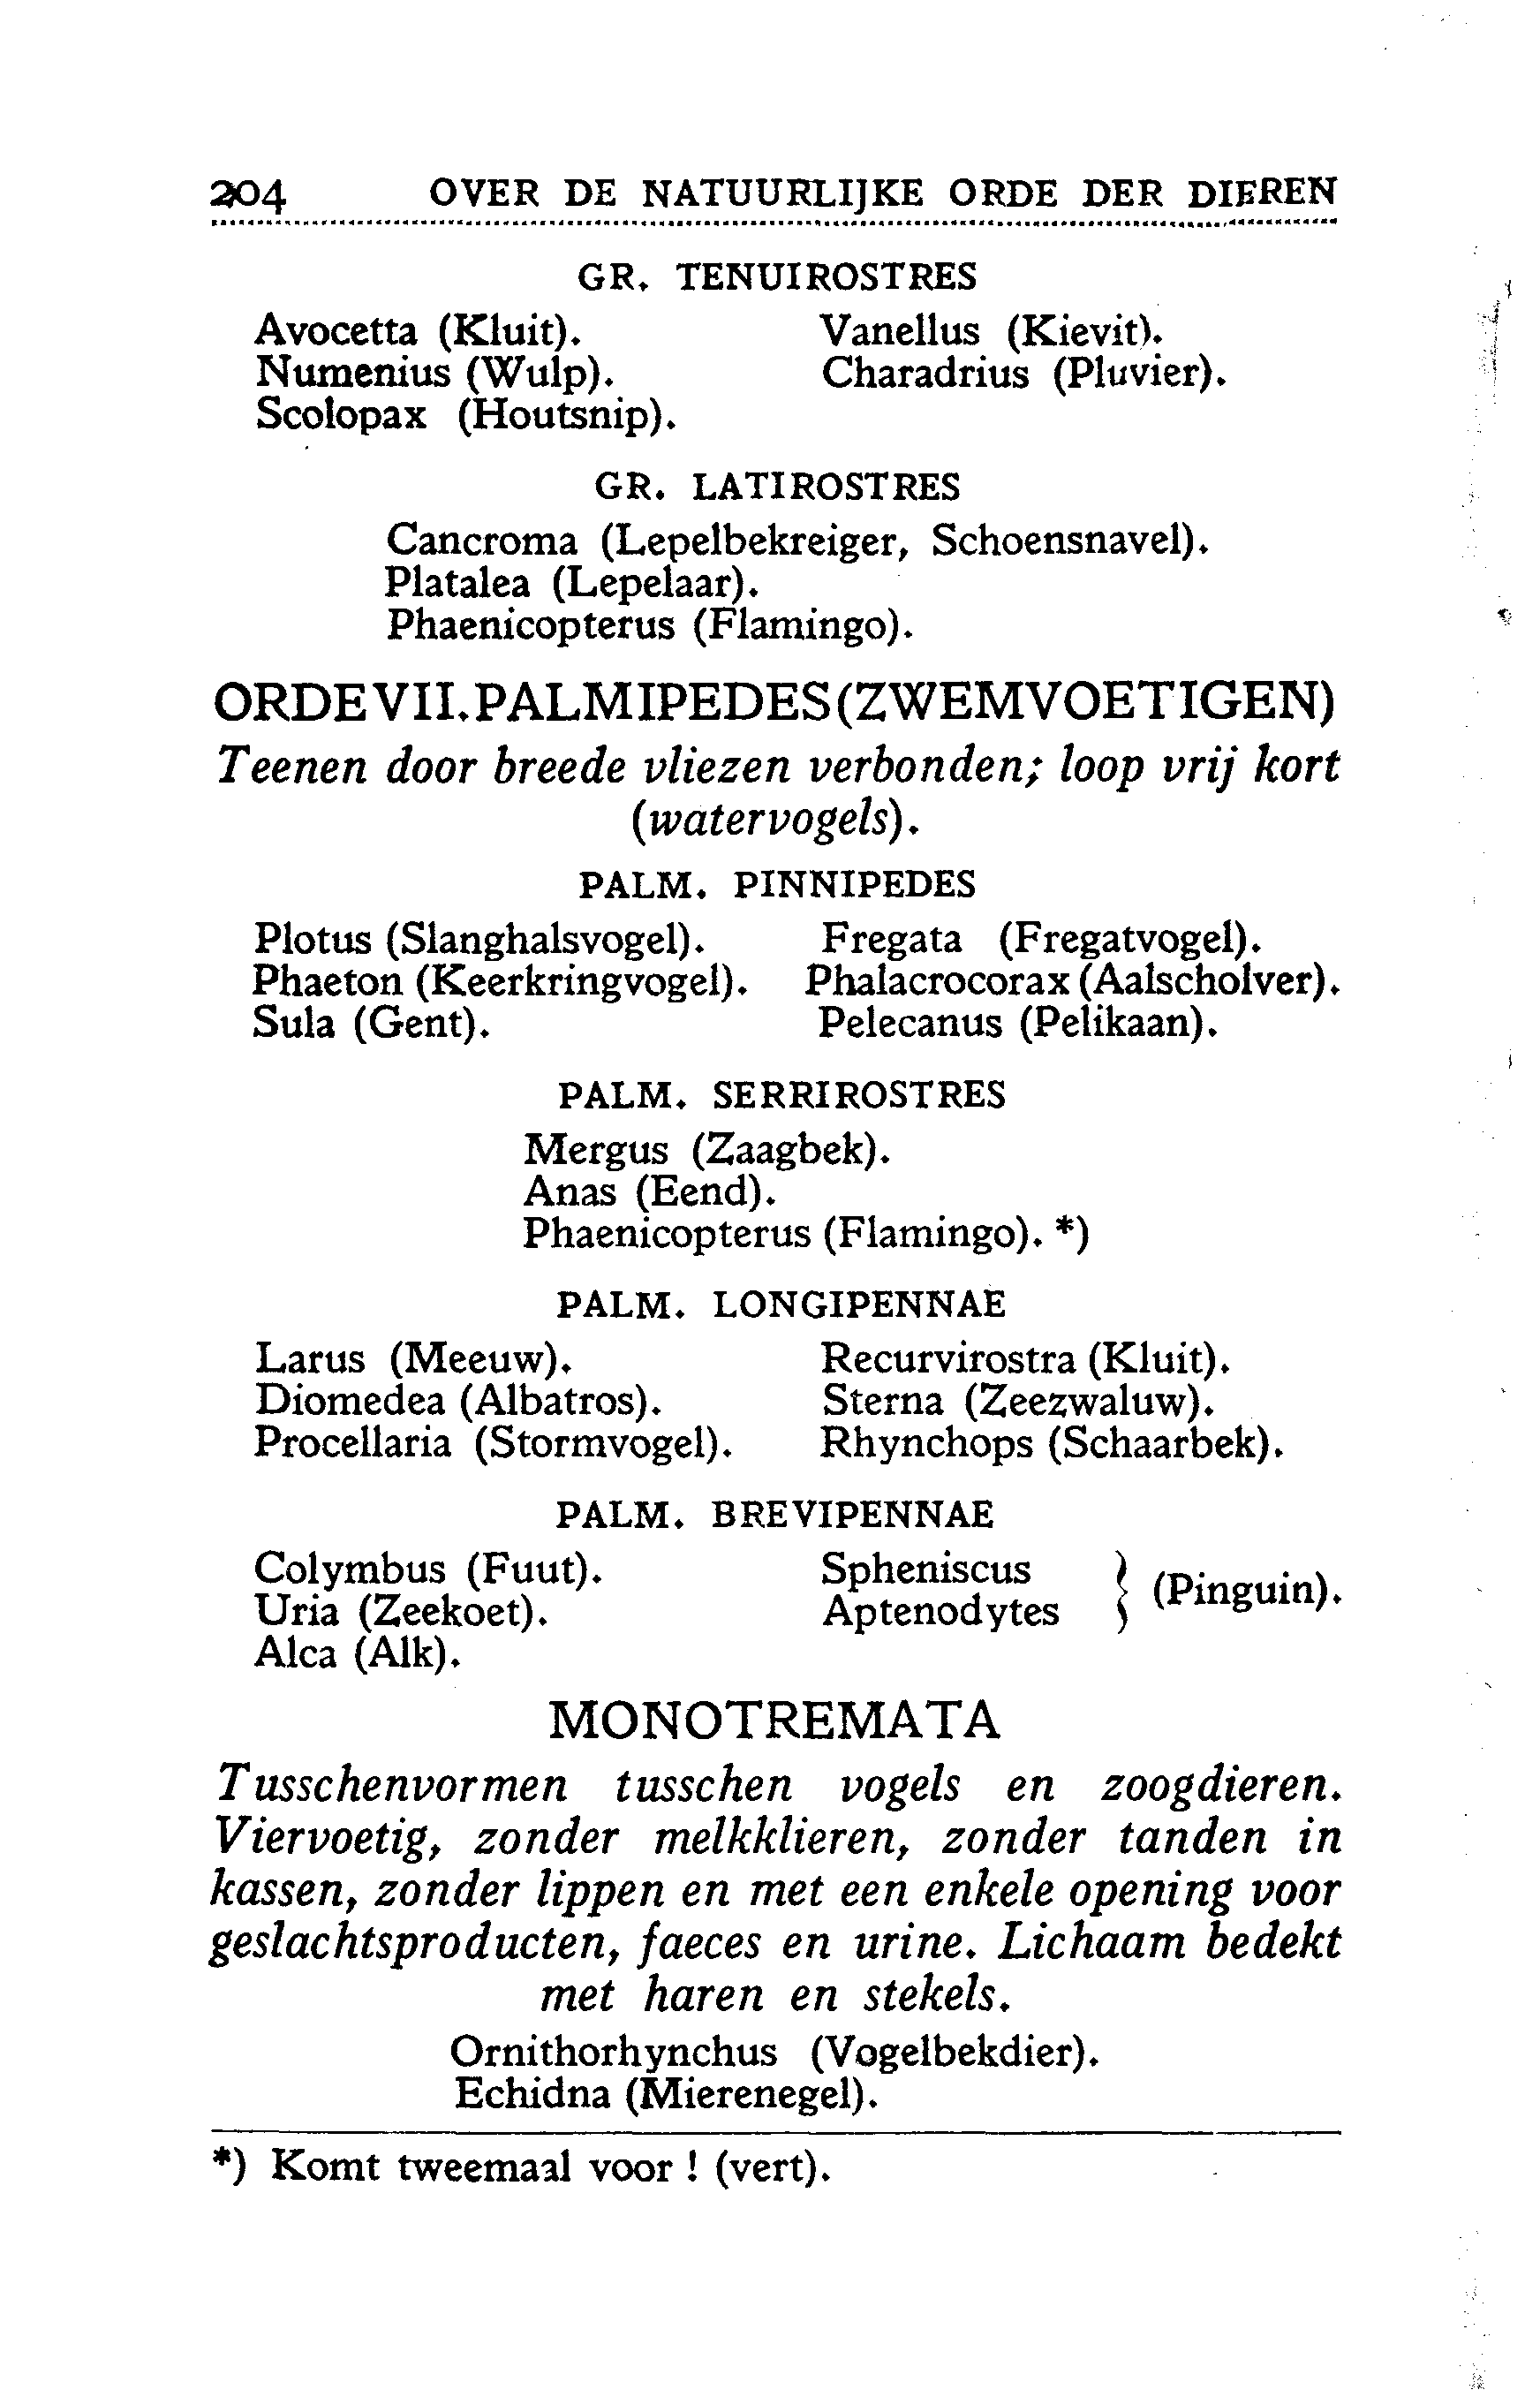 204 OVER DE NATUURLIJKE ORDE DER DIEREN
GR. TENUIROSTRES
Avocetta (Kluit). Vanellus (Kievit).
Numenius (Wulp). Charadrius (Pluvier).
Scolopax (Houtsnip).
GR. LATIROSTRES
Cancroma (Lepelbekreiger, Schoensnavel).
Platalea (Lepelaar).
Phaenicopterus (Flamingo).
ORDE VII. PALMIPEDES (ZWEMVOETIGEN)
Teenen door breede vliezen verbonden; loop vrij kort
(watervogels).
PALM. PINNIPEDES
Plotus (Slanghalsvogel). Fregata (Fregatvogel).
Phaeton (Keerkringvogel). Phalacrocorax (Aalscholver).
Sula (Gent). Pelecanus (Pelikaan).
PALM. SERRIROSTRES
Mergus (Zaagbek).
Anas (Eend).
Phaenicopterus (Flamingo). *)
PALM. LONGIPENNAE
Larus (Meeuw). Recurvirostra (Kluit).
Diomedea (Albatros). Sterna (Zeezwaluw).
Procellaria (Stormvogel). Rhynchops (Schaarbek).
PALM. BREVIPENNAE
Colymbus (Fuut). Spheniscus } (Pinguin).
Uria (Zeekoet). Aptenodytes
Alca (Alk).
MONOTREMATA
Tusschenvormen tusschen vogels en zoogdieren.
Viervoetig, zonder melkklieren, zonder tanden in
kassen, zonder lippen en met een enkele opening voor
geslachtsproducten, faeces en urine. Lichaam bedekt
met haren en stekels.
Ornithorhynchus (Vogelbekdier).
Echidna (Mierenegel).
*) Komt tweemaal voor ! (vert).